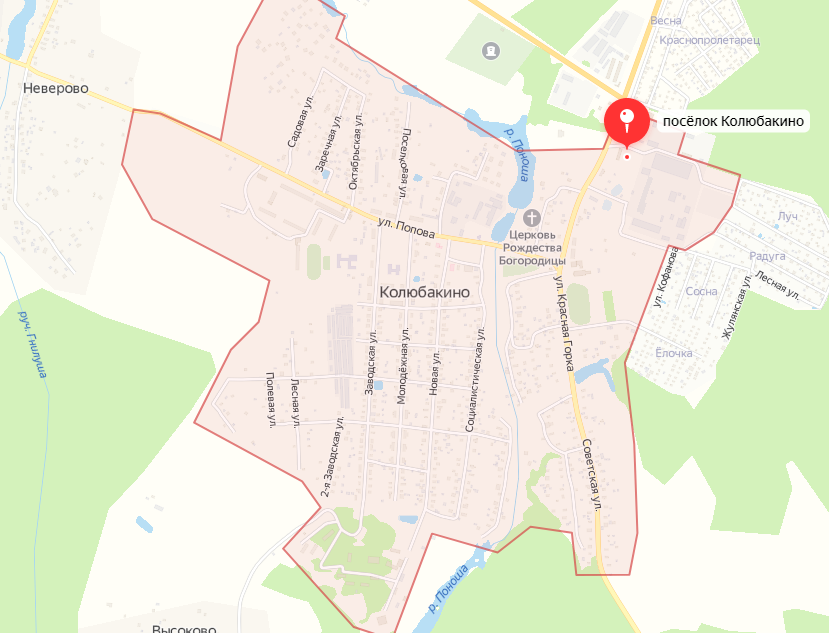 Весна
Краснопролетарец
Неверово
посёлок Колюбакино
Садовая ул.
Заречная ул.
Октябрьская ул.
Поселковая ул.
р. Поноша
ул. Попова
Церковь
Рождества
Богородицы
Луч
Радуга
Лесная ул.
ул. Кофанова
Сосна
Жулянская ул.
Ёлочка
Колюбакино
ул. Красная Горка
руч. Гнилуша
Заводская ул.
Молодёжная ул.
Новая ул.
Социалистическая ул.
Полевая ул.
Лесная ул.
2-я Заводская ул.
Советская ул.
р. Поноша
Высоково